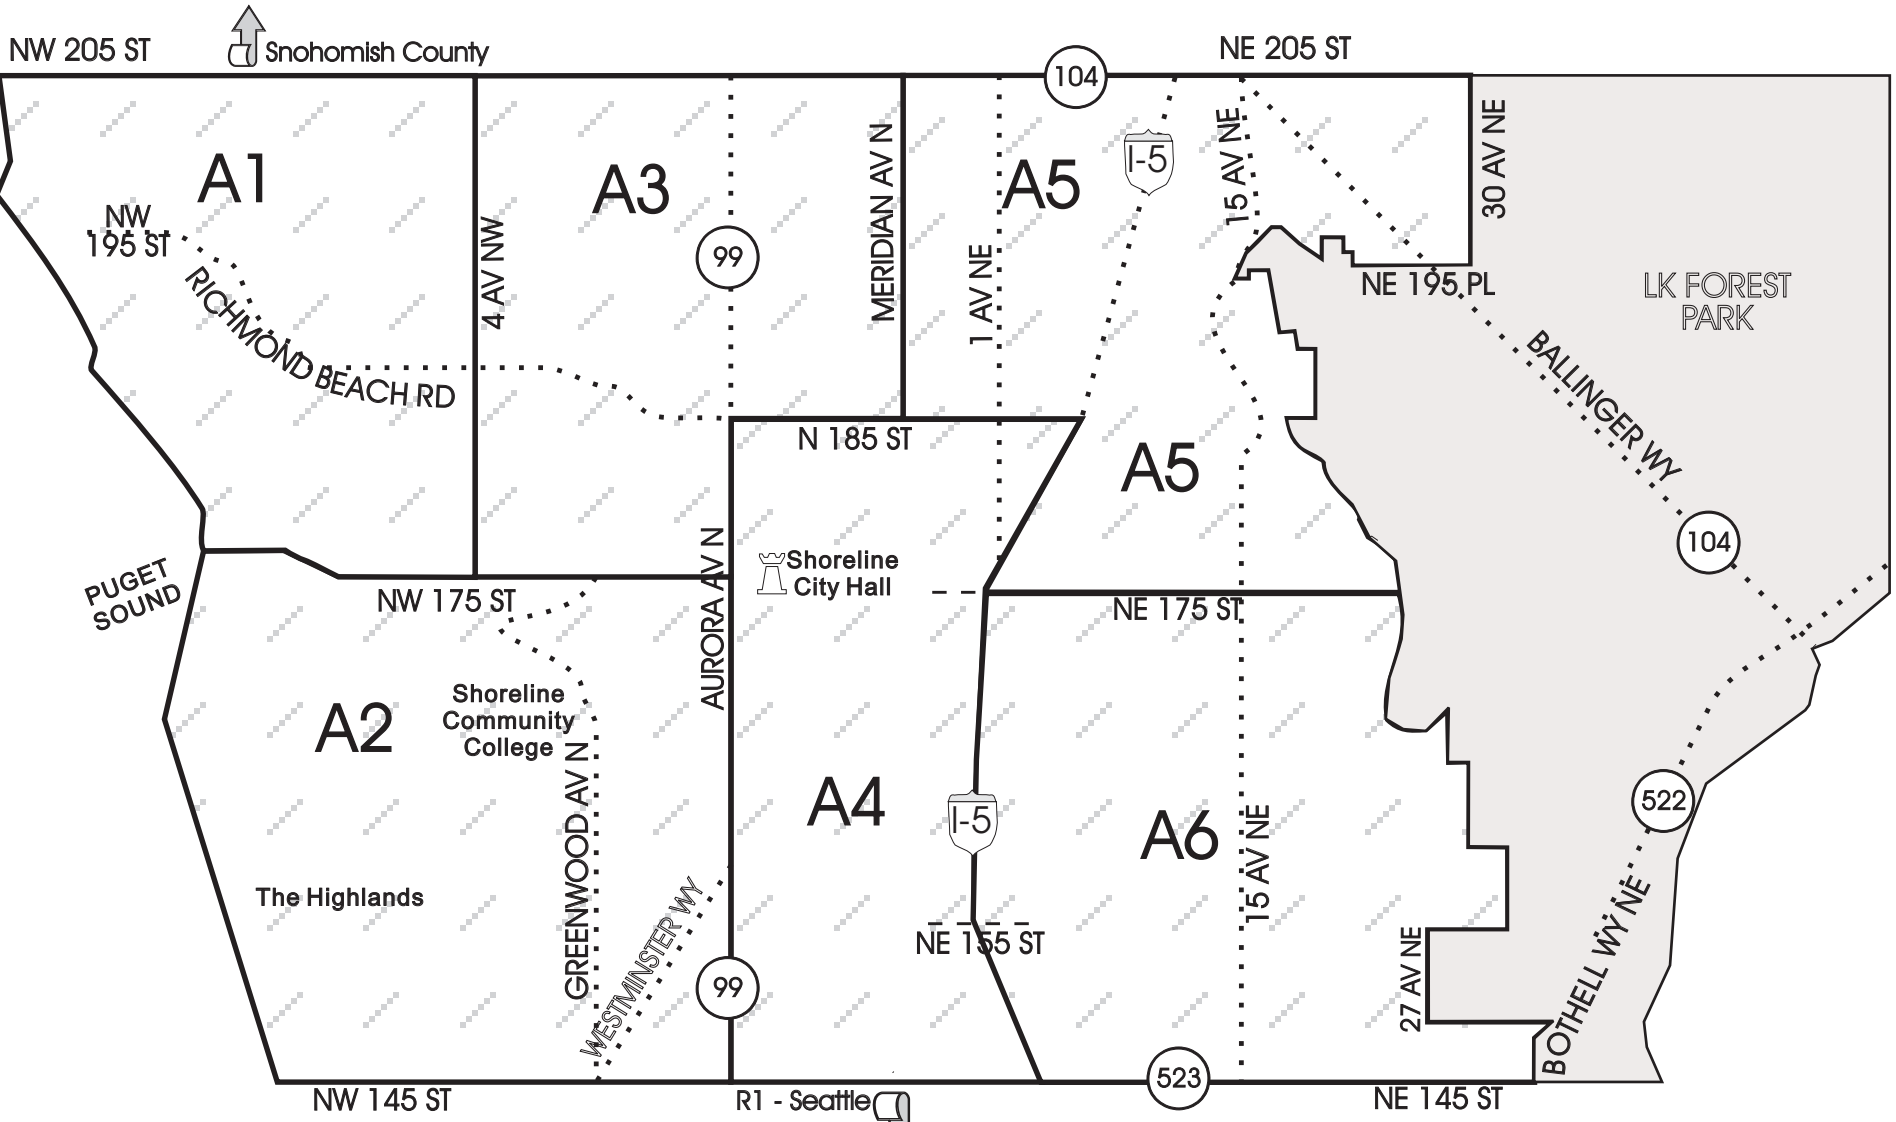 NW 205 ST
Snohomish County
104
NE 205 ST
A1
A3
MERIDIAN AV N
A5
I-5
15 AV NE
30 AV NE
NW
195 ST
4 AV NW
99
1 AV NE
NE 195 PL
LK FOREST
PARK
RICHMOND BEACH RD
BALLINGER WY
N 185 ST
A5
104
AURORA AV N
Shoreline
City Hall
PUGET
SOUND
NW 175 ST
NE 175 ST
A2
Shoreline
Community
College
GREENWOOD AV N
A4
I-5
A6
15 AV NE
522
The Highlands
WESTMINSTER WY
NE 155 ST
27 AV NE
BOTHELL WY NE
99
523
NW 145 ST
R1 - Seattle
NE 145 ST